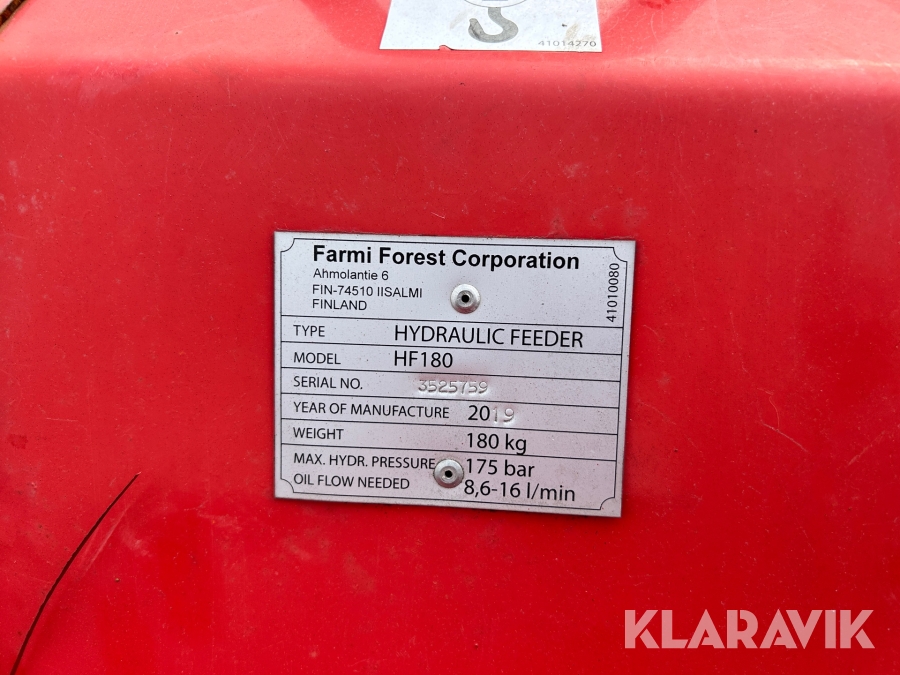 41014270
Farmi Forest Corporation
Ahmolantie 6
FIN-74510 IISALMI
FINLAND
41010080
TYPE HYDRAULIC FEEDER
MODEL HF180
SERIAL NO. 3525759
YEAR OF MANUFACTURE 2019
WEIGHT 180 kg
MAX. HYDR. PRESSURE 175 bar
OIL FLOW NEEDED 8,6-16 l/min
KLARAVIK